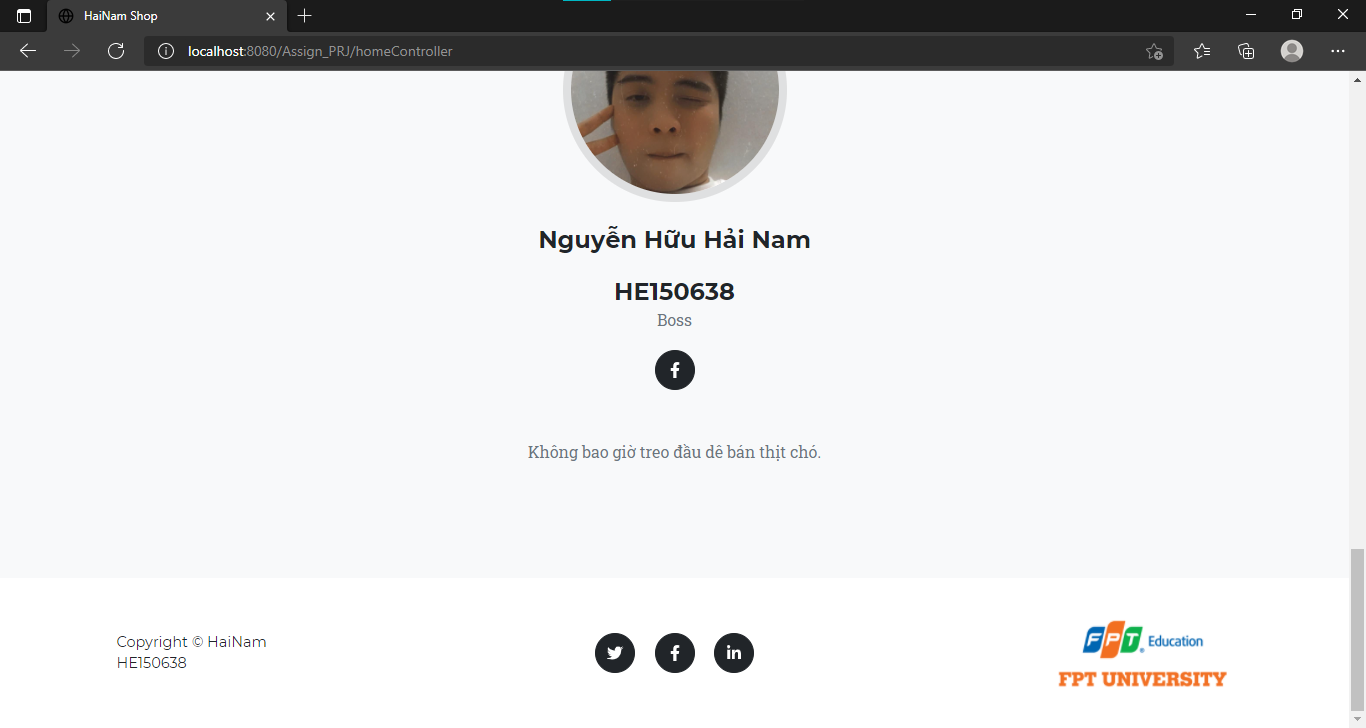 HaiNam Shop
localhost:8080/Assign_PRJ/homeController
Nguyễn Hữu Hải Nam
HE150638
Boss
Không bao giờ treo đầu dê bán thịt chó.
Copyright © HaiNam
HE150638
FPT Education
FPT UNIVERSITY